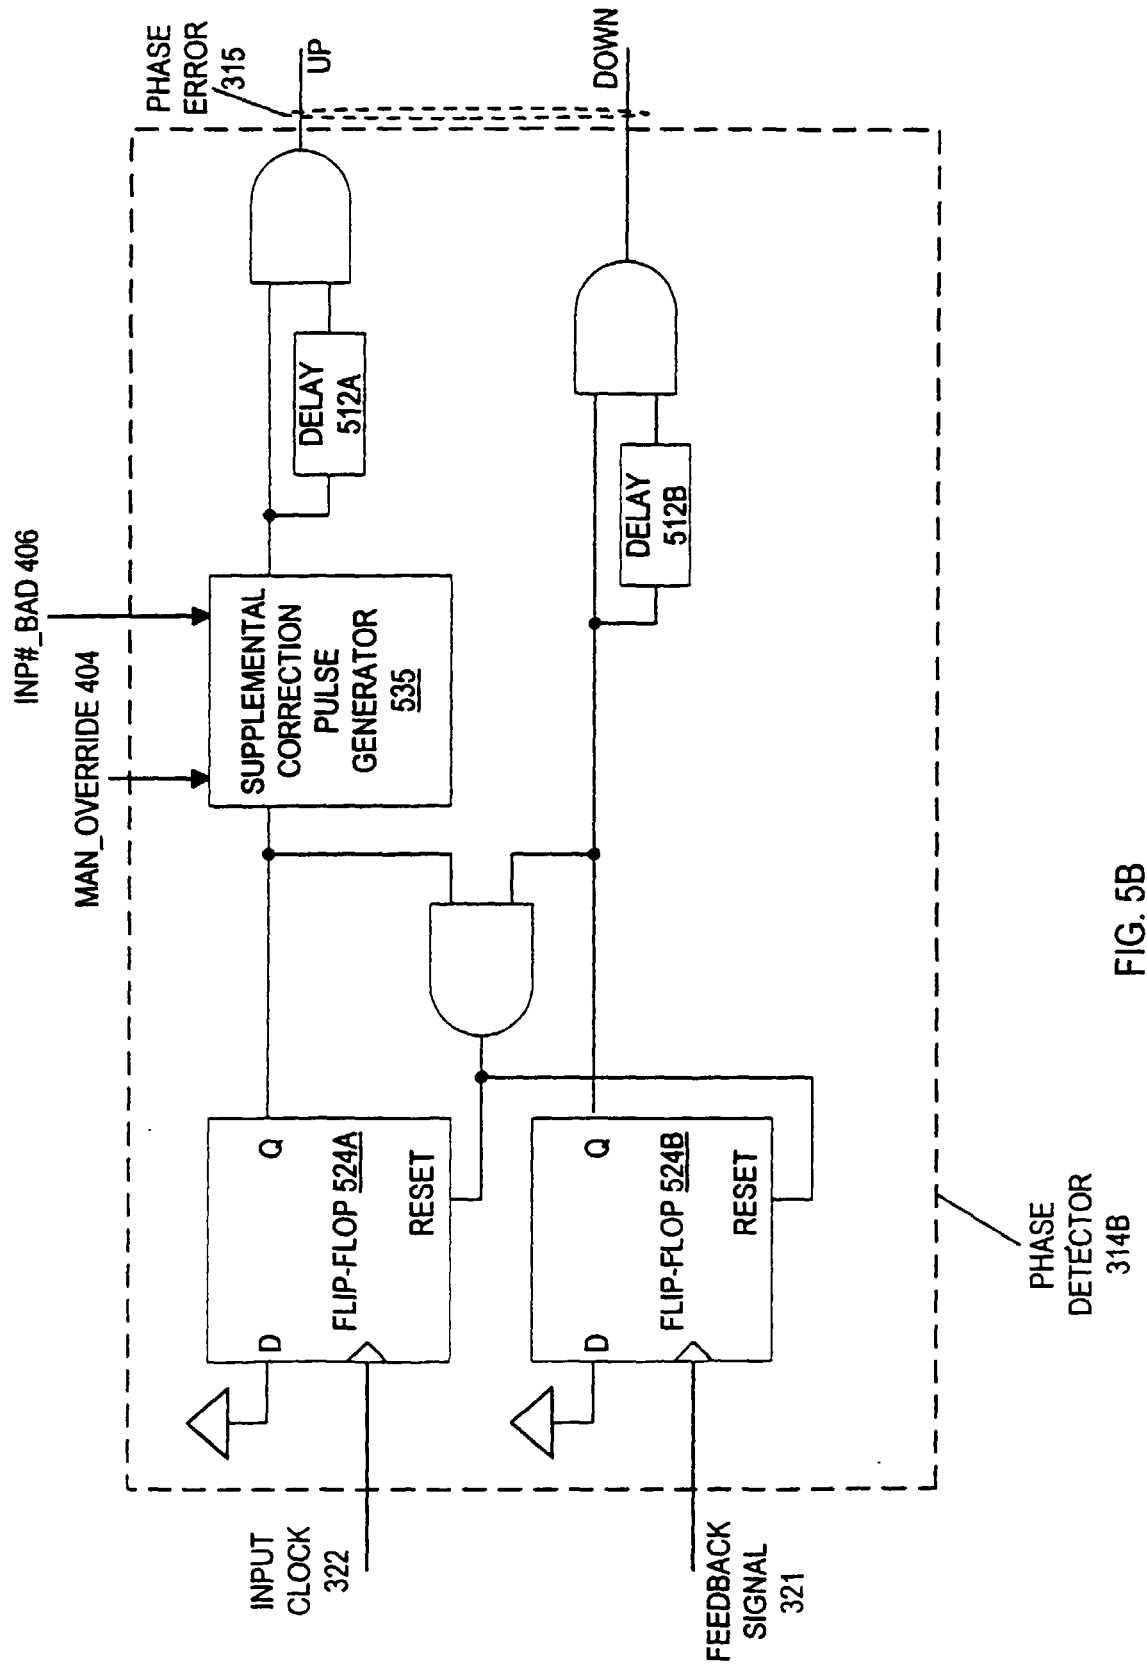 INPUT
CLOCK
322
FEEDBACK
SIGNAL
321
D
Q
FLIP-FLOP 524A
RESET
D
Q
FLIP-FLOP 524B
RESET
MAN_OVERRIDE 404
INP#_BAD 406
SUPPLEMENTAL
CORRECTION
PULSE
GENERATOR
535
DELAY
512A
DELAY
512B
PHASE
ERROR
315
UP
DOWN
PHASE
DETECTOR
314B
FIG. 5B